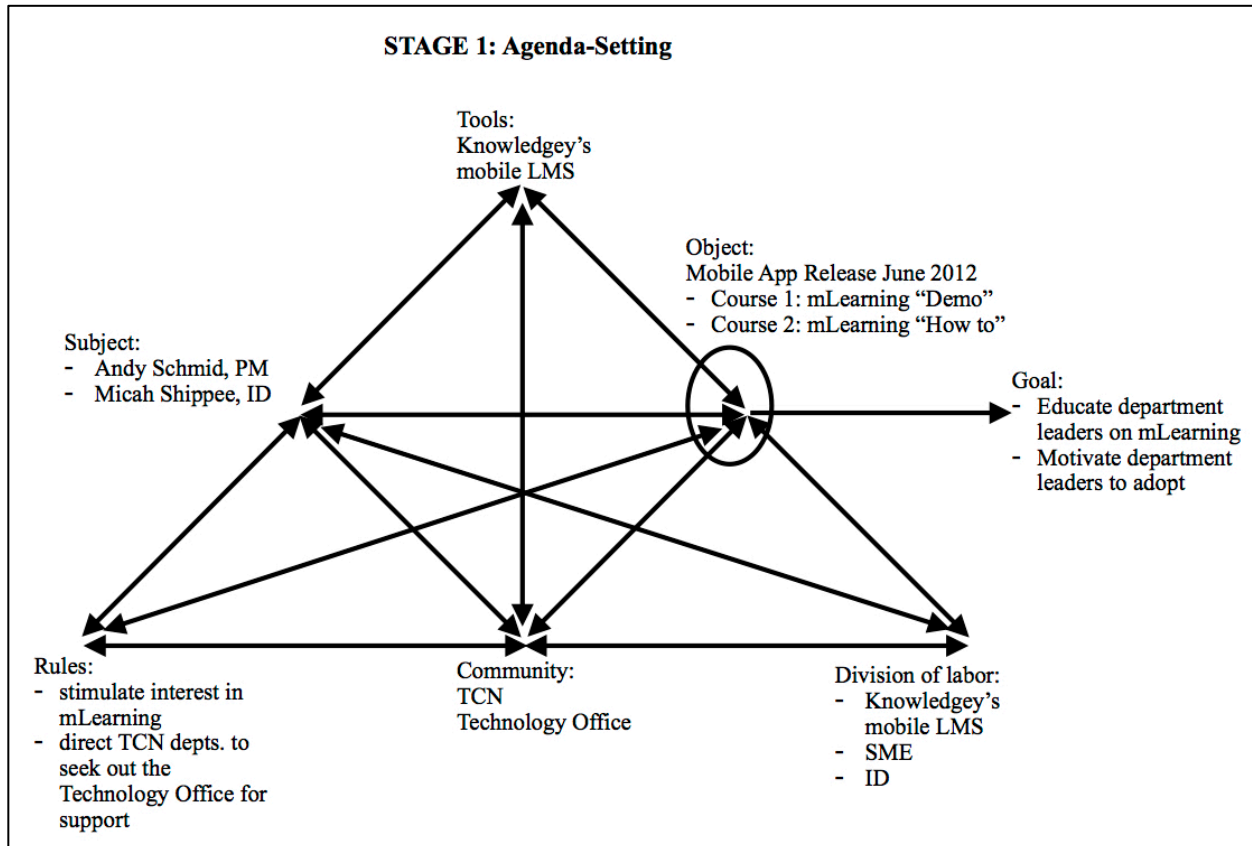 STAGE 1: Agenda-Setting
Tools:
Knowledgey’s
mobile LMS
Object:
Mobile App Release June 2012
- Course 1: mLearning “Demo”
- Course 2: mLearning “How to”
Subject:
- Andy Schmid, PM
- Micah Shippee, ID
Goal:
- Educate department
leaders on mLearning
- Motivate department
leaders to adopt
Rules:
- stimulate interest in
mLearning
- direct TCN depts. to
seek out the
Technology Office for
support
Community:
TCN
Technology Office
Division of labor:
- Knowledgey’s
mobile LMS
- SME
- ID